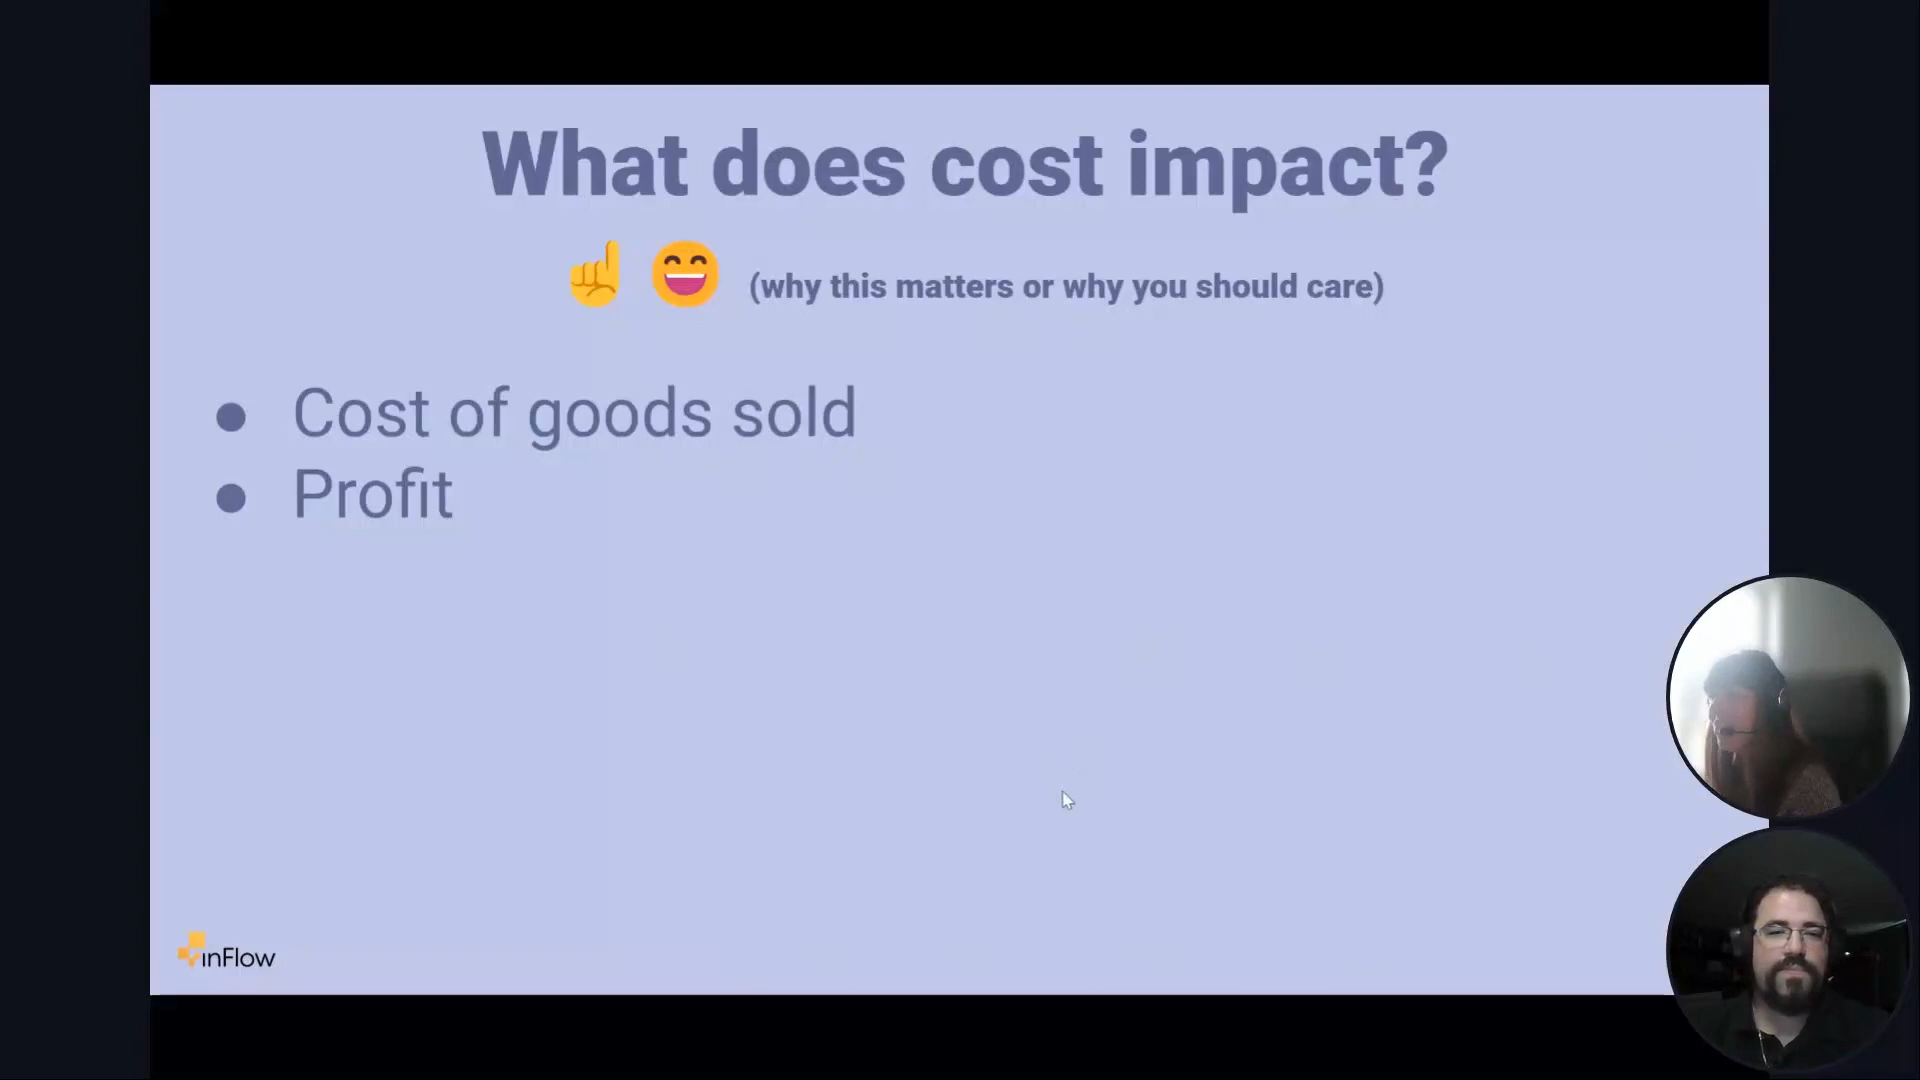 What does cost impact?
(why this matters or why you should care)
Cost of goods sold
Profit
inFlow